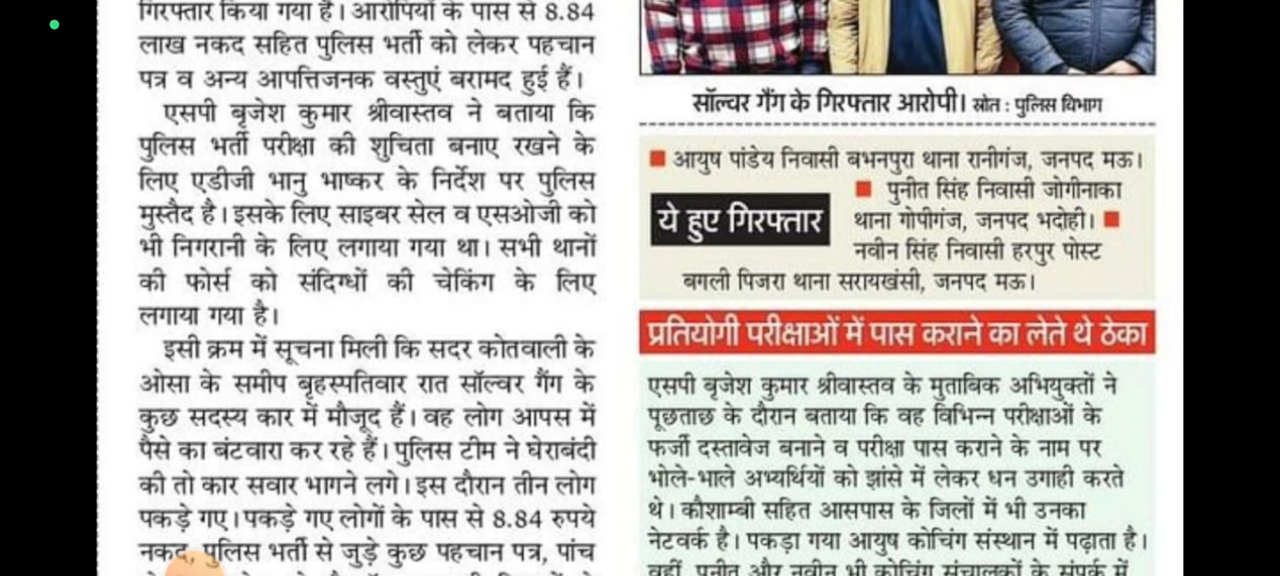 गिरफ्तार किया गया है। आरोपियों के पास से 8.84
लाख नकद सहित पुलिस भर्ती को लेकर पहचान
पत्र व अन्य आपत्तिजनक वस्तुएं बरामद हुई हैं।
एसपी बृजेश कुमार श्रीवास्तव ने बताया कि
पुलिस भर्ती परीक्षा की शुचिता बनाए रखने के
लिए एडीजी भानु भाष्कर के निर्देश पर पुलिस
मुस्तैद है। इसके लिए साइबर सेल व एसओजी को
भी निगरानी के लिए लगाया गया था। सभी थानों
की फोर्स को संदिग्धों की चेकिंग के लिए
लगाया गया है।
इसी क्रम में सूचना मिली कि सदर कोतवाली के
ओसा के समीप बृहस्पतिवार रात सॉल्वर गैंग के
कुछ सदस्य कार में मौजूद हैं। वह लोग आपस में
पैसे का बंटवारा कर रहे हैं। पुलिस टीम ने घेराबंदी
की तो कार सवार भागने लगे। इस दौरान तीन लोग
पकड़े गए। पकड़े गए लोगों के पास से 8.84 रुपये
नकद, पुलिस भर्ती से जुड़े कुछ पहचान पत्र, पांच
सॉल्वर गैंग के गिरफ्तार आरोपी। स्रोत : पुलिस विभाग
आयुष पांडेय निवासी बभनपुरा थाना रानीगंज, जनपद मऊ।
ये हुए गिरफ्तार
पुनीत सिंह निवासी जोगीनाका
थाना गोपीगंज, जनपद भदोही।
नवीन सिंह निवासी हरपुर पोस्ट
बगली पिजरा थाना सरायखंसी, जनपद मऊ।
प्रतियोगी परीक्षाओं में पास कराने का लेते थे ठेका
एसपी बृजेश कुमार श्रीवास्तव के मुताबिक अभियुक्तों ने
पूछताछ के दौरान बताया कि वह विभिन्न परीक्षाओं के
फर्जी दस्तावेज बनाने व परीक्षा पास कराने के नाम पर
भोले-भाले अभ्यर्थियों को झांसे में लेकर धन उगाही करते
थे। कौशाम्बी सहित आसपास के जिलों में भी उनका
नेटवर्क है। पकड़ा गया आयुष कोचिंग संस्थान में पढ़ाता है।
वहीं, पुनीत और नवीन भी कोचिंग संचालकों के संपर्क में